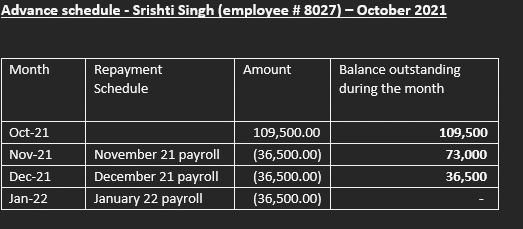 Advance schedule - Srishti Singh (employee # 8027) – October 2021
Month Repayment Schedule Amount Balance outstanding during the month
Oct-21 109,500.00 109,500
Nov-21 November 21 payroll (36,500.00) 73,000
Dec-21 December 21 payroll (36,500.00) 36,500
Jan-22 January 22 payroll (36,500.00) -